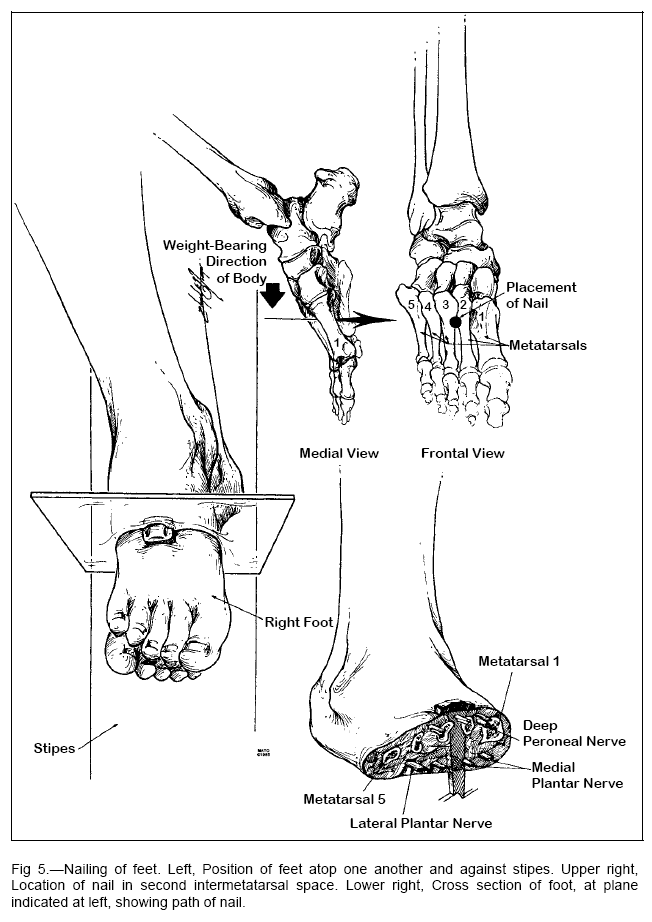 Weight-Bearing
Direction
of Body
Placement
of Nail
5 4 3 2 1
Metatarsals
1
Medial View
Frontal View
Right Foot
Metatarsal 1
Deep
Peroneal Nerve
Medial
Plantar Nerve
Stipes
MAYO
©1985
Metatarsal 5
Lateral Plantar Nerve
Fig 5.—Nailing of feet. Left, Position of feet atop one another and against stipes. Upper right,
Location of nail in second intermetatarsal space. Lower right, Cross section of foot, at plane
indicated at left, showing path of nail.